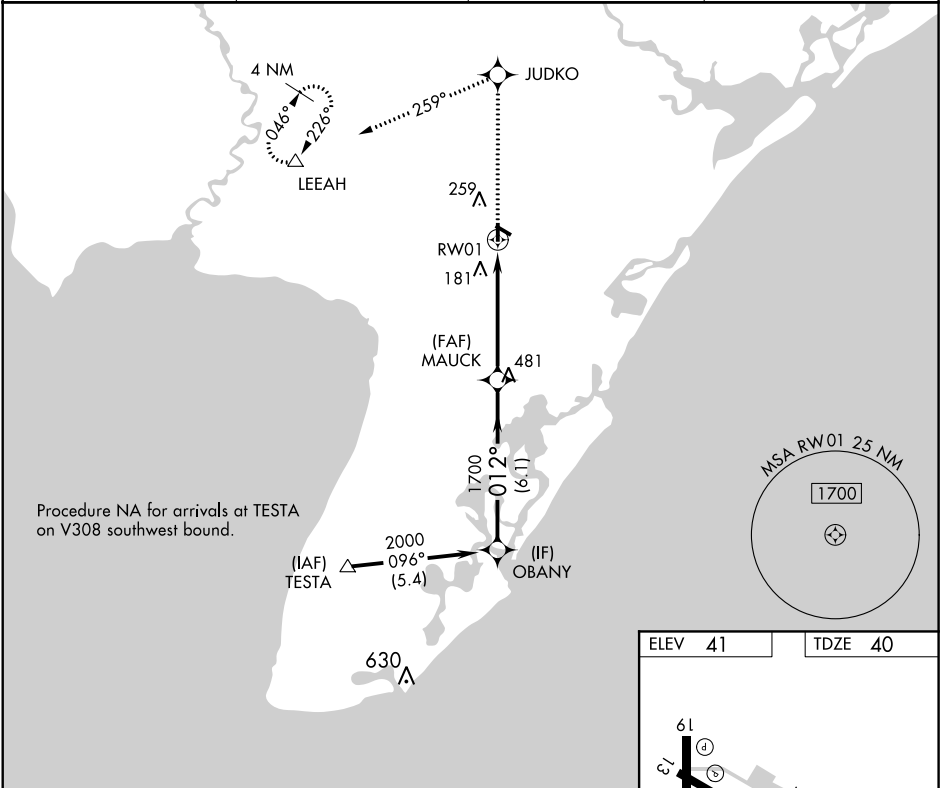 4 NM
046°
226°
LEEAH
259°
JUDKO
259
RW01
181
(FAF)
MAUCK
481
1700
012°
(6.1)
MSA RW01 25 NM
1700
Procedure NA for arrivals at TESTA
on V308 southwest bound.
(IAF)
TESTA
2000
096°
(5.4)
(IF)
OBANY
630
ELEV 41
TDZE 40
19
P
13
P